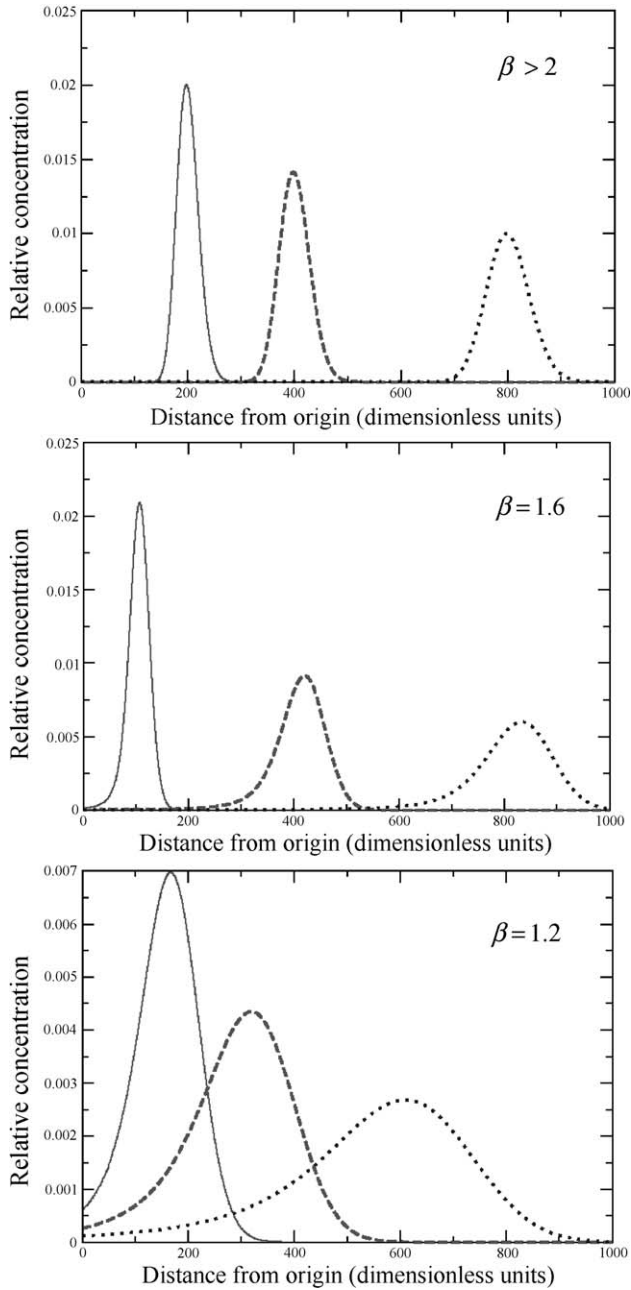 0.025
0.02
0.015
0.01
0.005
0
Relative concentration
β > 2
0 200 400 600 800 1000
Distance from origin (dimensionless units)
0.025
0.02
0.015
0.01
0.005
0
Relative concentration
β = 1.6
0 200 400 600 800 1000
Distance from origin (dimensionless units)
0.007
0.006
0.005
0.004
0.003
0.002
0.001
0
Relative concentration
β = 1.2
0 200 400 600 800 1000
Distance from origin (dimensionless units)